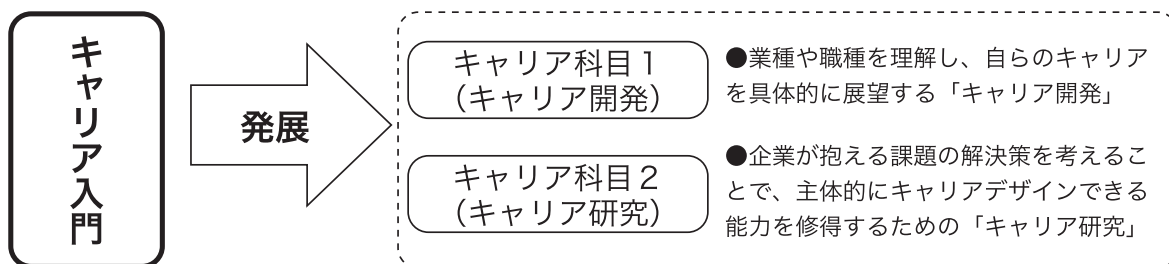 キャリア入門
発展
キャリア科目1
（キャリア開発）
●業種や職種を理解し、自らのキャリア
を具体的に展望する「キャリア開発」
キャリア科目2
（キャリア研究）
●企業が抱える課題の解決策を考えるこ
とで、主体的にキャリアデザインできる
能力を修得するための「キャリア研究」